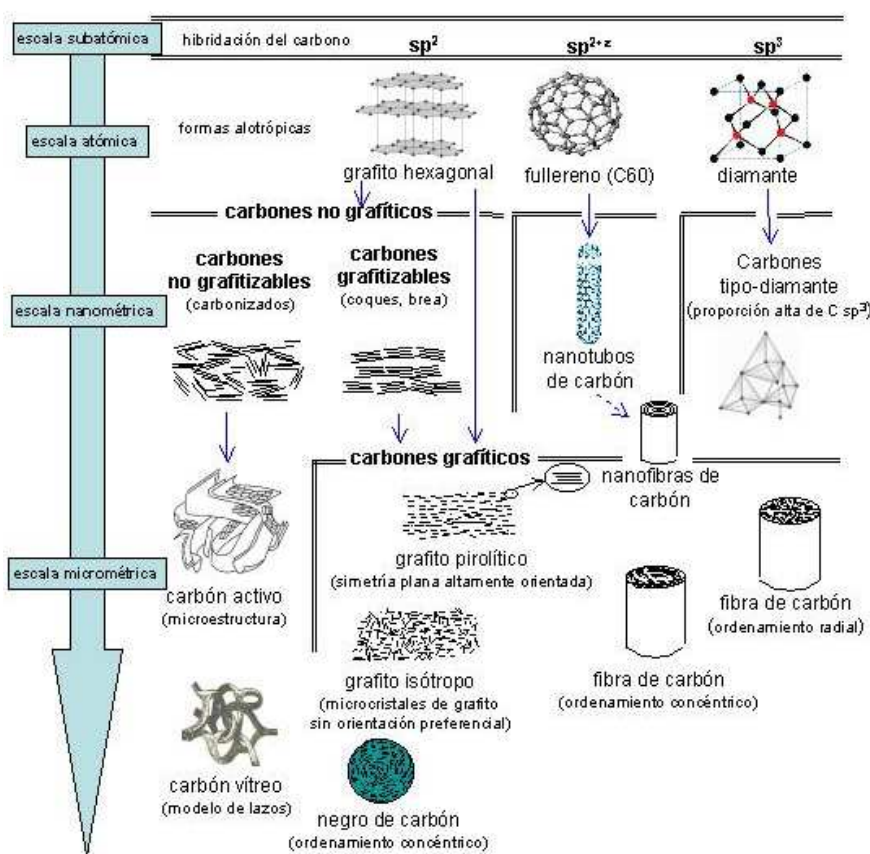 escala subatómica
hibridación del carbono
sp²
sp²⁺ᶻ
sp³
escala atómica
formas alotrópicas
grafito hexagonal
fullereno (C60)
diamante
carbones no grafíticos
carbones
no grafitizables
(carbonizados)
carbones
grafitizables
(coques, brea)
Carbones
tipo-diamante
(proporción alta de C sp³)
escala nanométrica
nanotubos
de carbón
carbones grafíticos
nanofibras de
carbón
grafito pirolítico
(simetría plana altamente orientada)
escala micrométrica
carbón activo
(microestructura)
fibra de carbón
(ordenamiento radial)
grafito isótropo
(microcristales de grafito
sin orientación preferencial)
fibra de carbón
(ordenamiento concéntrico)
carbón vítreo
(modelo de lazos)
negro de carbón
(ordenamiento concéntrico)